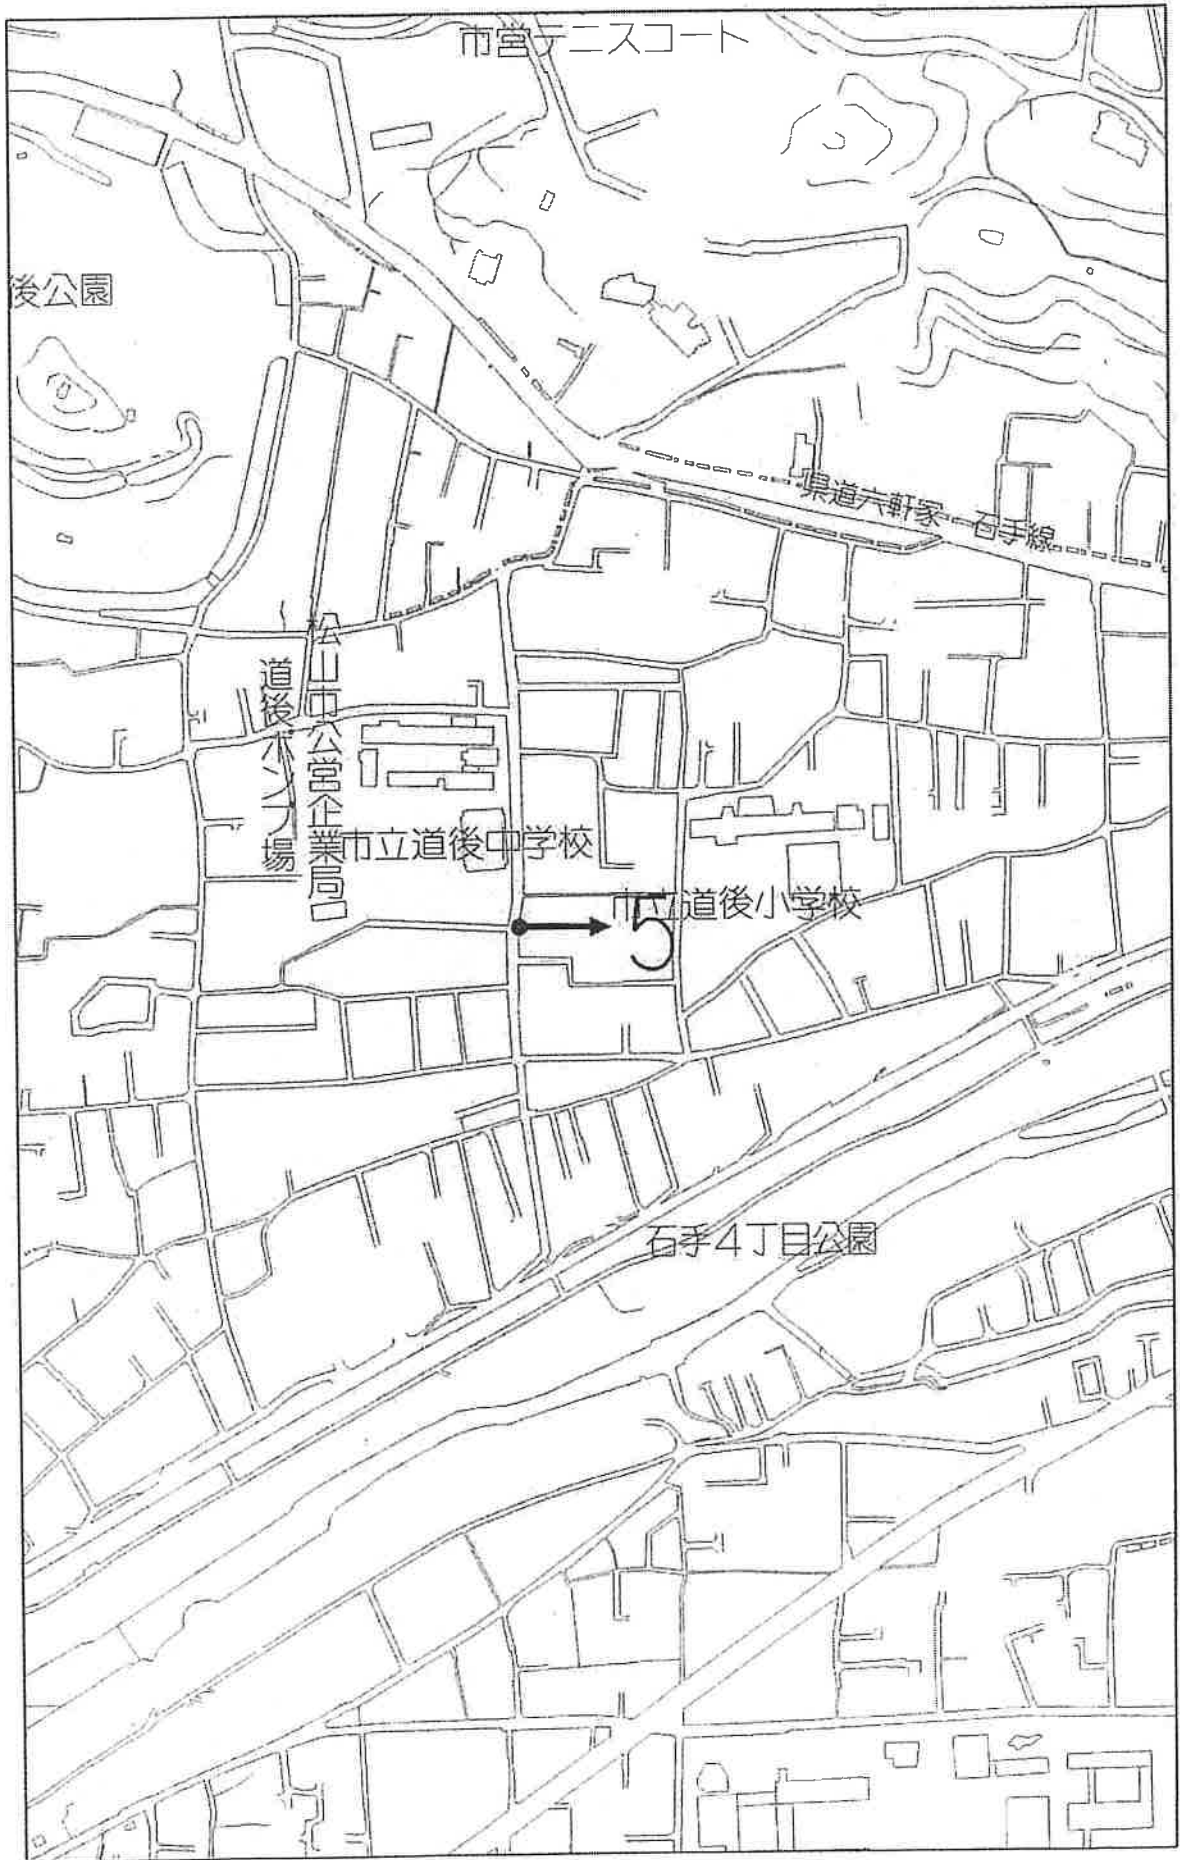 市営テニスコート
後公園
県道六軒家 石手線
松山市公営企業局
道後ポンプ場
市立道後中学校
市立道後小学校
5
石手4丁目公園